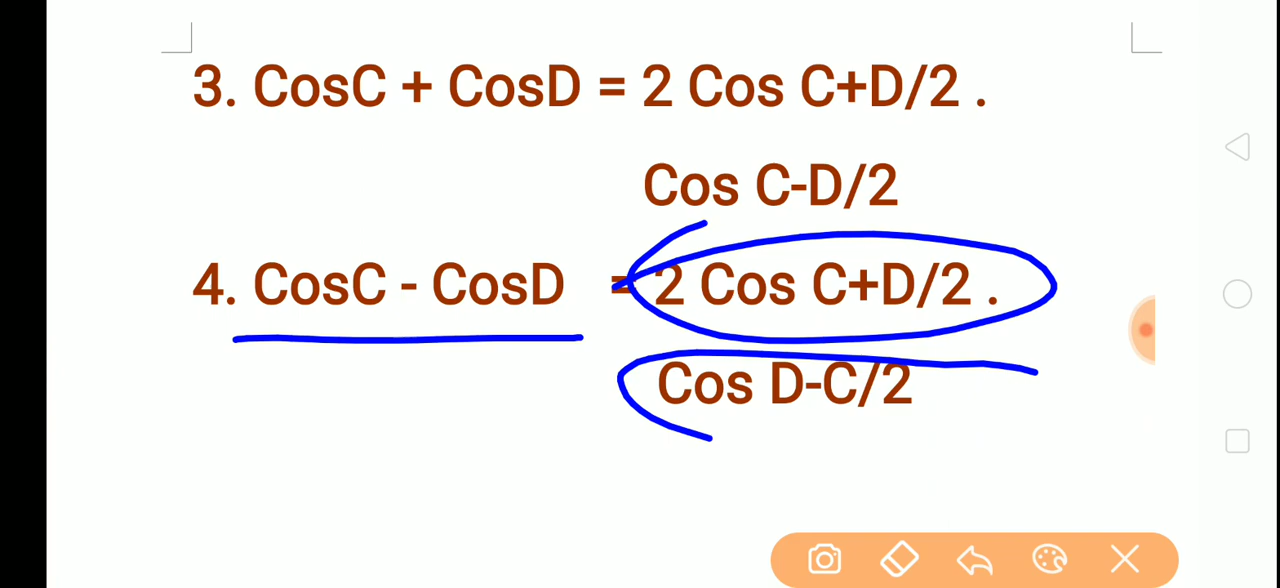 3. CosC + CosD = 2 Cos C+D/2 .
Cos C-D/2
4. CosC - CosD = 2 Cos C+D/2 .
Cos D-C/2